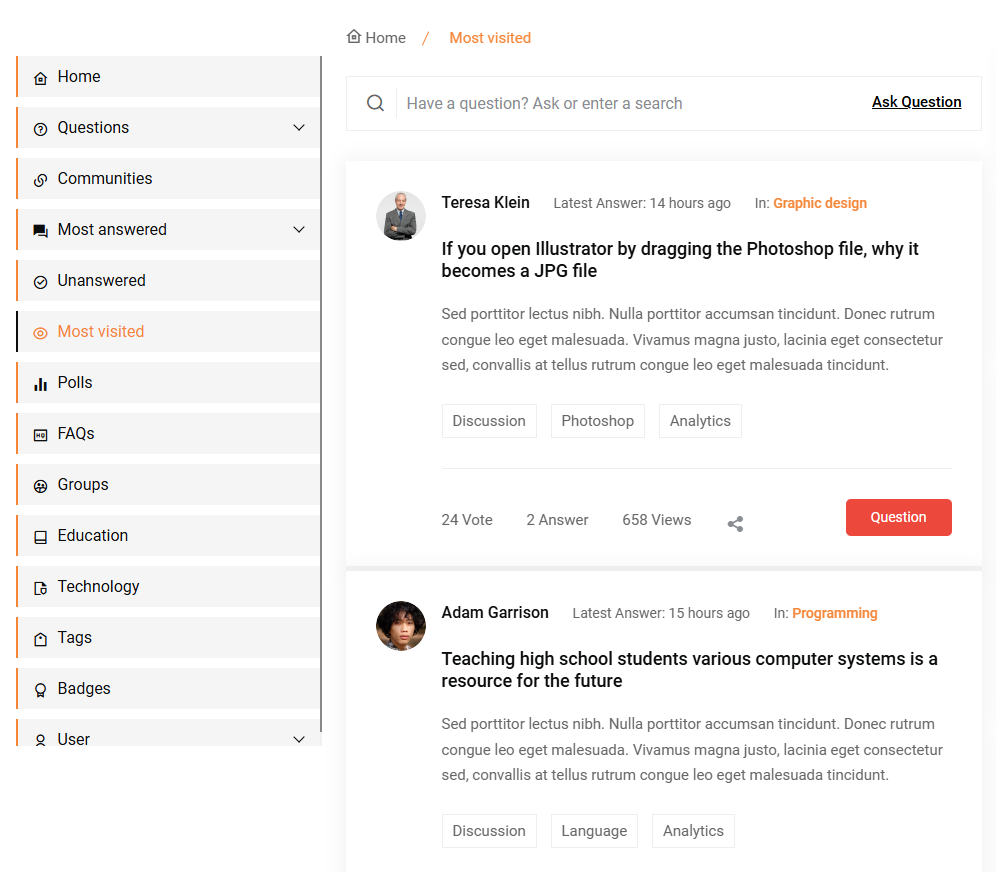 Home / Most visited
Home
Questions
Communities
Most answered
Unanswered
Most visited
Polls
FAQs
Groups
Education
Technology
Tags
Badges
User
Have a question? Ask or enter a search Ask Question
Teresa Klein Latest Answer: 14 hours ago In: Graphic design
If you open Illustrator by dragging the Photoshop file, why it
becomes a JPG file
Sed porttitor lectus nibh. Nulla porttitor accumsan tincidunt. Donec rutrum
congue leo eget malesuada. Vivamus magna justo, lacinia eget consectetur
sed, convallis at tellus rutrum congue leo eget malesuada tincidunt.
Discussion Photoshop Analytics
24 Vote 2 Answer 658 Views Question
Adam Garrison Latest Answer: 15 hours ago In: Programming
Teaching high school students various computer systems is a
resource for the future
Sed porttitor lectus nibh. Nulla porttitor accumsan tincidunt. Donec rutrum
congue leo eget malesuada. Vivamus magna justo, lacinia eget consectetur
sed, convallis at tellus rutrum congue leo eget malesuada tincidunt.
Discussion Language Analytics